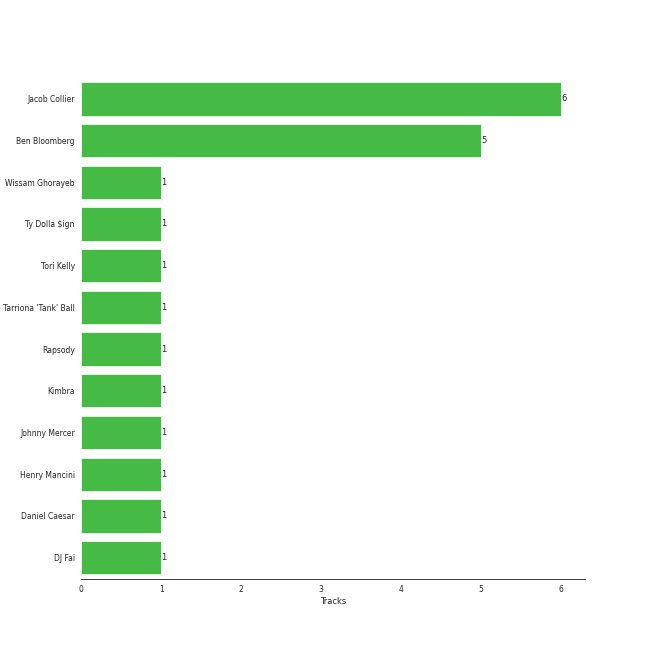 Jacob Collier 6
Ben Bloomberg 5
Wissam Ghorayeb 1
Ty Dolla $ign 1
Tori Kelly 1
Tarriona 'Tank' Ball 1
Rapsody 1
Kimbra 1
Johnny Mercer 1
Henry Mancini 1
Daniel Caesar 1
DJ Fai 1
0 1 2 3 4 5 6
Tracks